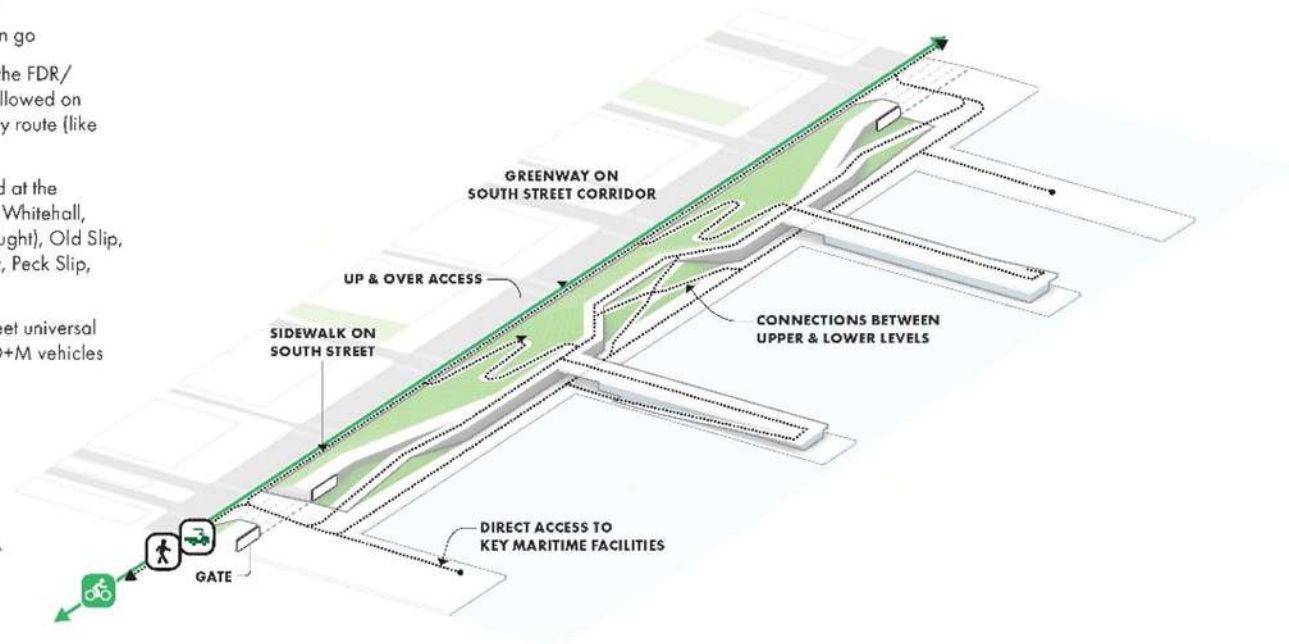 n go
the FDR/
llowed on
y route (like
d at the
Whitehall,
ught), Old Slip,
, Peck Slip,
eet universal
O+M vehicles
GREENWAY ON
SOUTH STREET CORRIDOR
UP & OVER ACCESS
SIDEWALK ON
SOUTH STREET
CONNECTIONS BETWEEN
UPPER & LOWER LEVELS
DIRECT ACCESS TO
KEY MARITIME FACILITIES
GATE